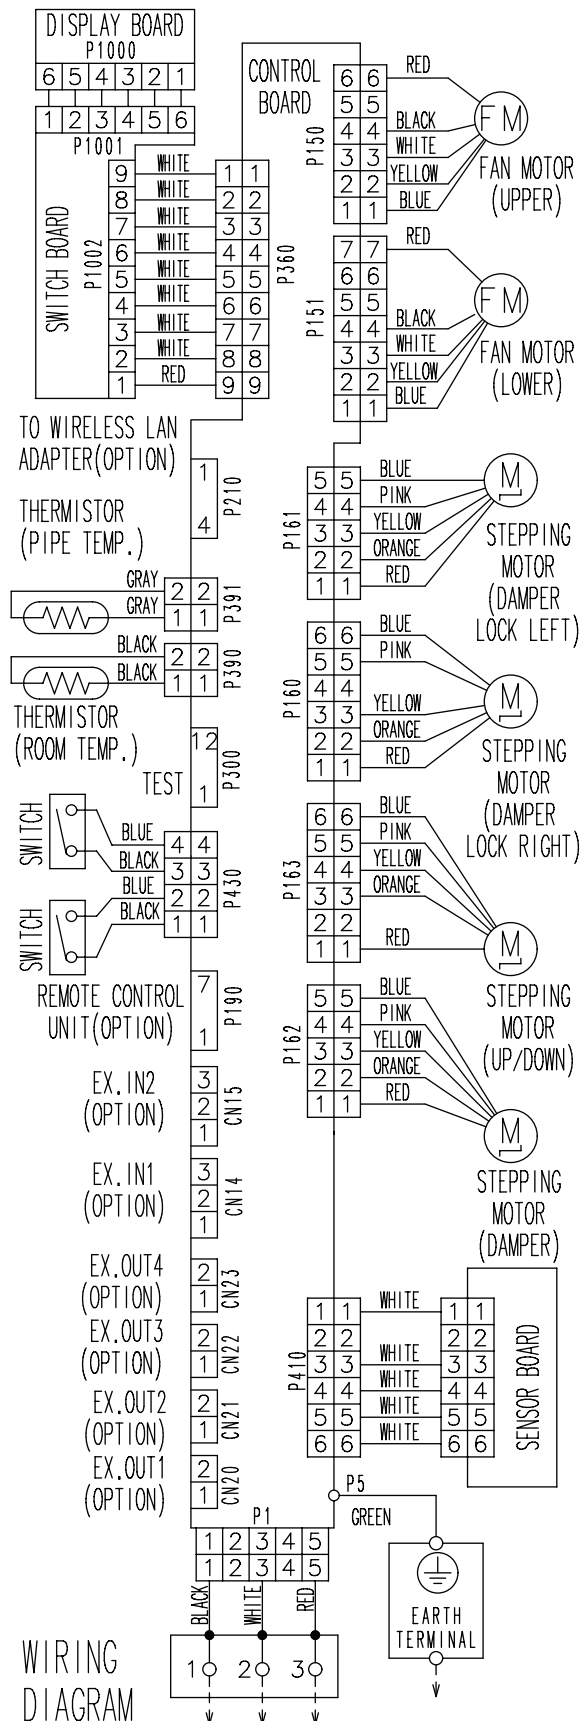 DISPLAY BOARD
P1000
6 5 4 3 2 1
1 2 3 4 5 6
P1001
SWITCH BOARD
P1002
9 WHITE 1 1
8 WHITE 2 2
7 WHITE 3 3
6 WHITE 4 4
5 WHITE 5 5
4 WHITE 6 6
3 WHITE 7 7
2 WHITE 8 8
1 RED 9 9
P360
CONTROL
BOARD
TO WIRELESS LAN
ADAPTER(OPTION)
1
4
P210
THERMISTOR
(PIPE TEMP.)
GRAY 2 2
GRAY 1 1
P391
BLACK 2 2
BLACK 1 1
P390
THERMISTOR
(ROOM TEMP.)
TEST
12
1
P300
SWITCH
SWITCH
BLUE 4 4
BLACK 3 3
BLUE 2 2
BLACK 1 1
P430
REMOTE CONTROL
UNIT(OPTION)
7
1
P190
EX.IN2
(OPTION)
3
2
1
CN15
EX.IN1
(OPTION)
3
2
1
CN14
EX.OUT4
(OPTION)
2
1
CN23
EX.OUT3
(OPTION)
2
1
CN22
EX.OUT2
(OPTION)
2
1
CN21
EX.OUT1
(OPTION)
2
1
CN20
P150
6 6 RED
5 5
4 4 BLACK
3 3 WHITE
2 2 YELLOW
1 1 BLUE
FM
FAN MOTOR
(UPPER)
P151
7 7 RED
6 6
5 5
4 4 BLACK
3 3 WHITE
2 2 YELLOW
1 1 BLUE
FM
FAN MOTOR
(LOWER)
P161
5 5 BLUE
4 4 PINK
3 3 YELLOW
2 2 ORANGE
1 1 RED
M
STEPPING
MOTOR
(DAMPER
LOCK LEFT)
P160
6 6 BLUE
5 5 PINK
4 4
3 3 YELLOW
2 2 ORANGE
1 1 RED
M
STEPPING
MOTOR
(DAMPER
LOCK RIGHT)
P163
6 6 BLUE
5 5 PINK
4 4 YELLOW
3 3 ORANGE
2 2
1 1 RED
M
STEPPING
MOTOR
(UP/DOWN)
P162
5 5 BLUE
4 4 PINK
3 3 YELLOW
2 2 ORANGE
1 1 RED
M
STEPPING
MOTOR
(DAMPER)
P410
1 1 WHITE 1 1
2 2 2 2
3 3 WHITE 3 3
4 4 WHITE 4 4
5 5 WHITE 5 5
6 6 WHITE 6 6
SENSOR BOARD
P5
GREEN
EARTH
TERMINAL
P1
1 2 3 4 5
1 2 3 4 5
BLACK WHITE RED
1 2 3
WIRING
DIAGRAM